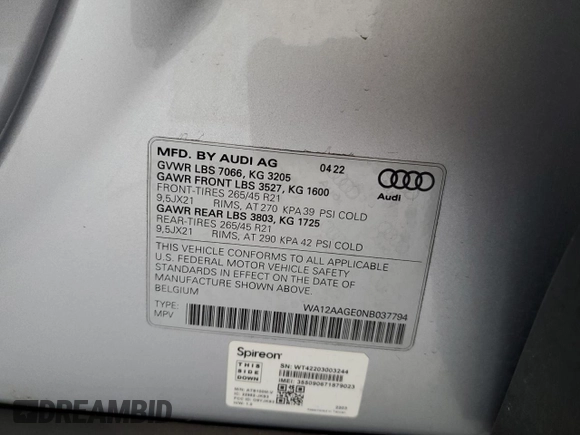 MFD. BY AUDI AG 04 22
GVWR LBS 7066, KG 3205
GAWR FRONT LBS 3527, KG 1600
FRONT-TIRES 265/45 R21
9,5JX21 RIMS, AT 270 KPA 39 PSI COLD
GAWR REAR LBS 3803, KG 1725
REAR-TIRES 265/45 R21
9,5JX21 RIMS, AT 290 KPA 42 PSI COLD
THIS VEHICLE CONFORMS TO ALL APPLICABLE
U.S. FEDERAL MOTOR VEHICLE SAFETY
STANDARDS IN EFFECT ON THE DATE OF
MANUFACTURE SHOWN ABOVE.
BELGIUM
Audi
WA12AAGE0NB037794
TYPE:
MPV
Spireon
THIS
SIDE
DOWN
SN: WT42203003244
IMEI:
DREAMBID